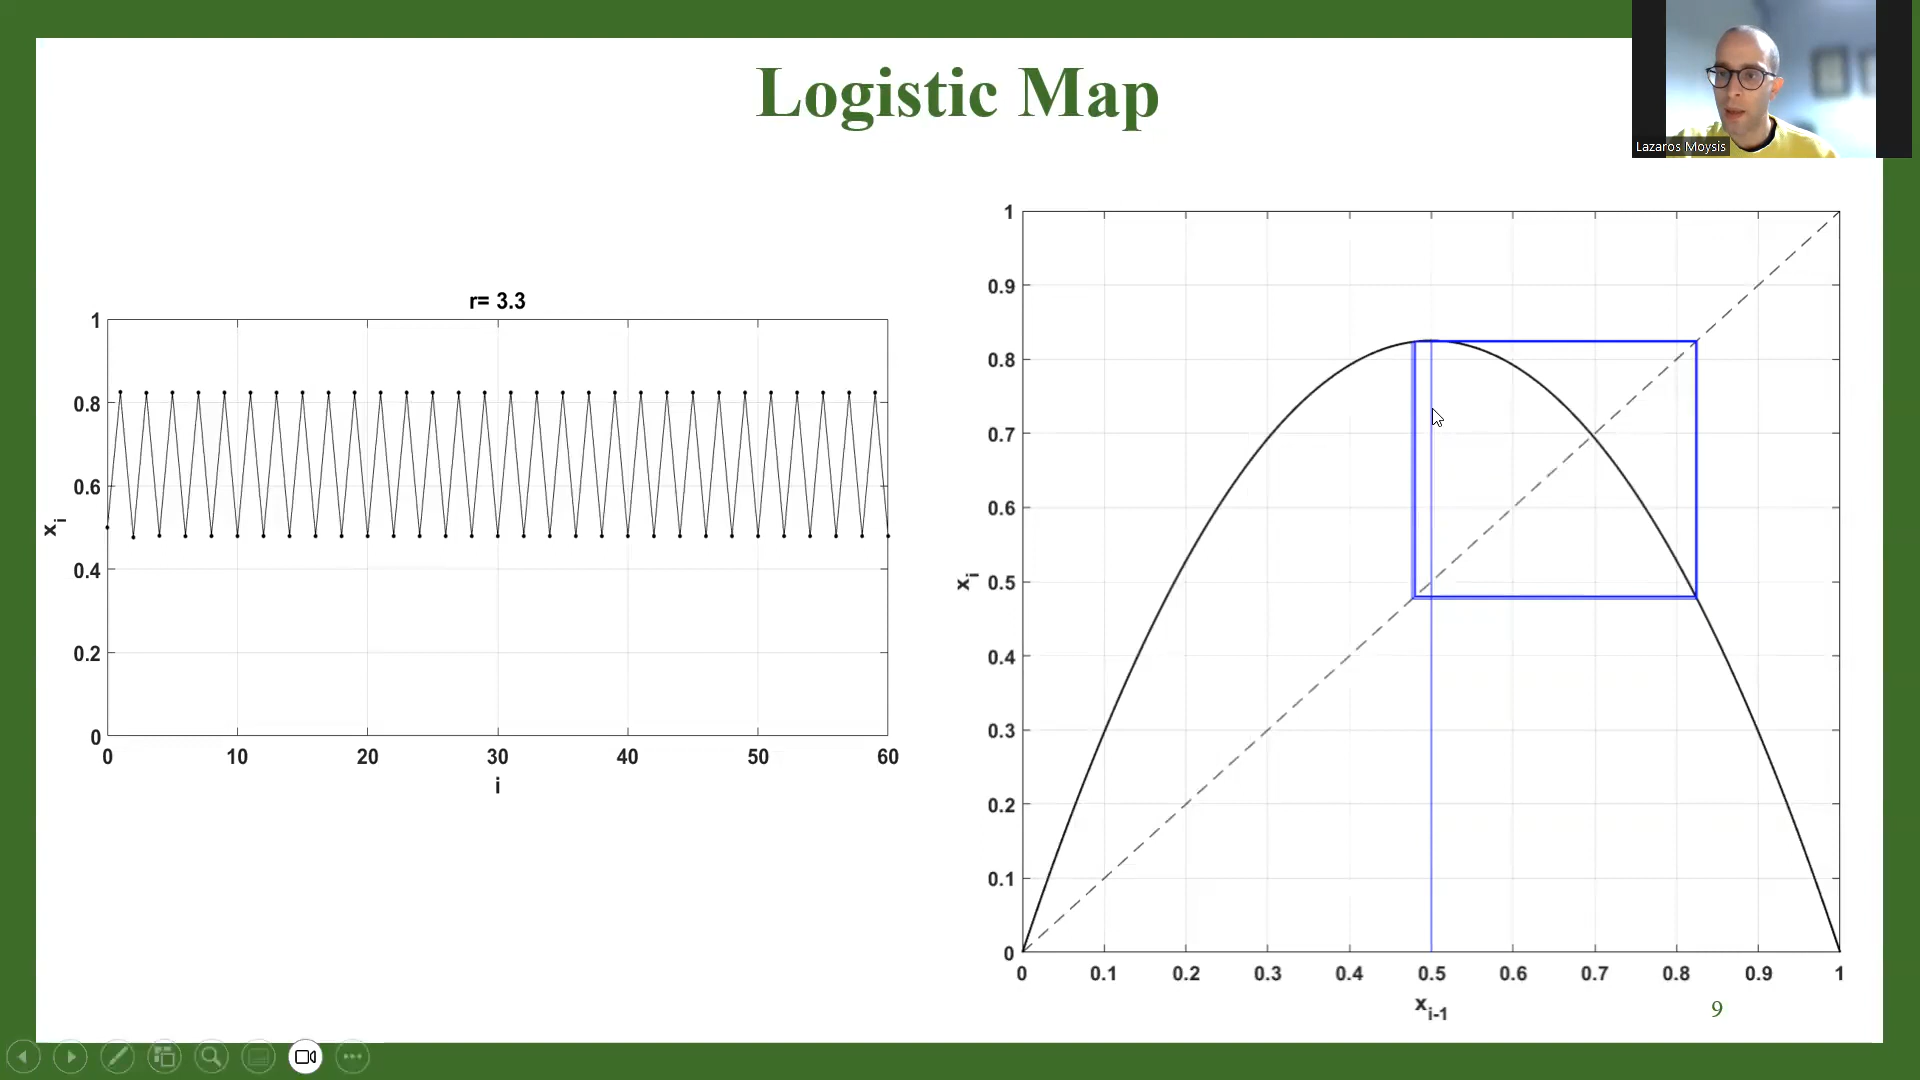 Logistic Map
Lazaros Moysis
r= 3.3
1
0.8
0.6
0.4
0.2
0
x_i
0 10 20 30 40 50 60
i
1
0.9
0.8
0.7
0.6
0.5
0.4
0.3
0.2
0.1
0
x_i
0 0.1 0.2 0.3 0.4 0.5 0.6 0.7 0.8 0.9 1
x_i-1
9